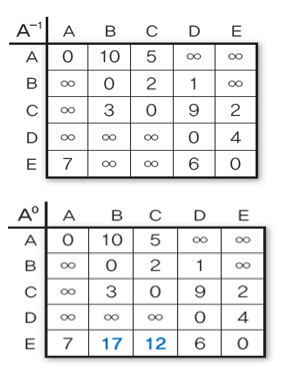 A⁻¹ A B C D E
A 0 10 5 ∞ ∞
B ∞ 0 2 1 ∞
C ∞ 3 0 9 2
D ∞ ∞ ∞ 0 4
E 7 ∞ ∞ 6 0
A⁰ A B C D E
A 0 10 5 ∞ ∞
B ∞ 0 2 1 ∞
C ∞ 3 0 9 2
D ∞ ∞ ∞ 0 4
E 7 17 12 6 0